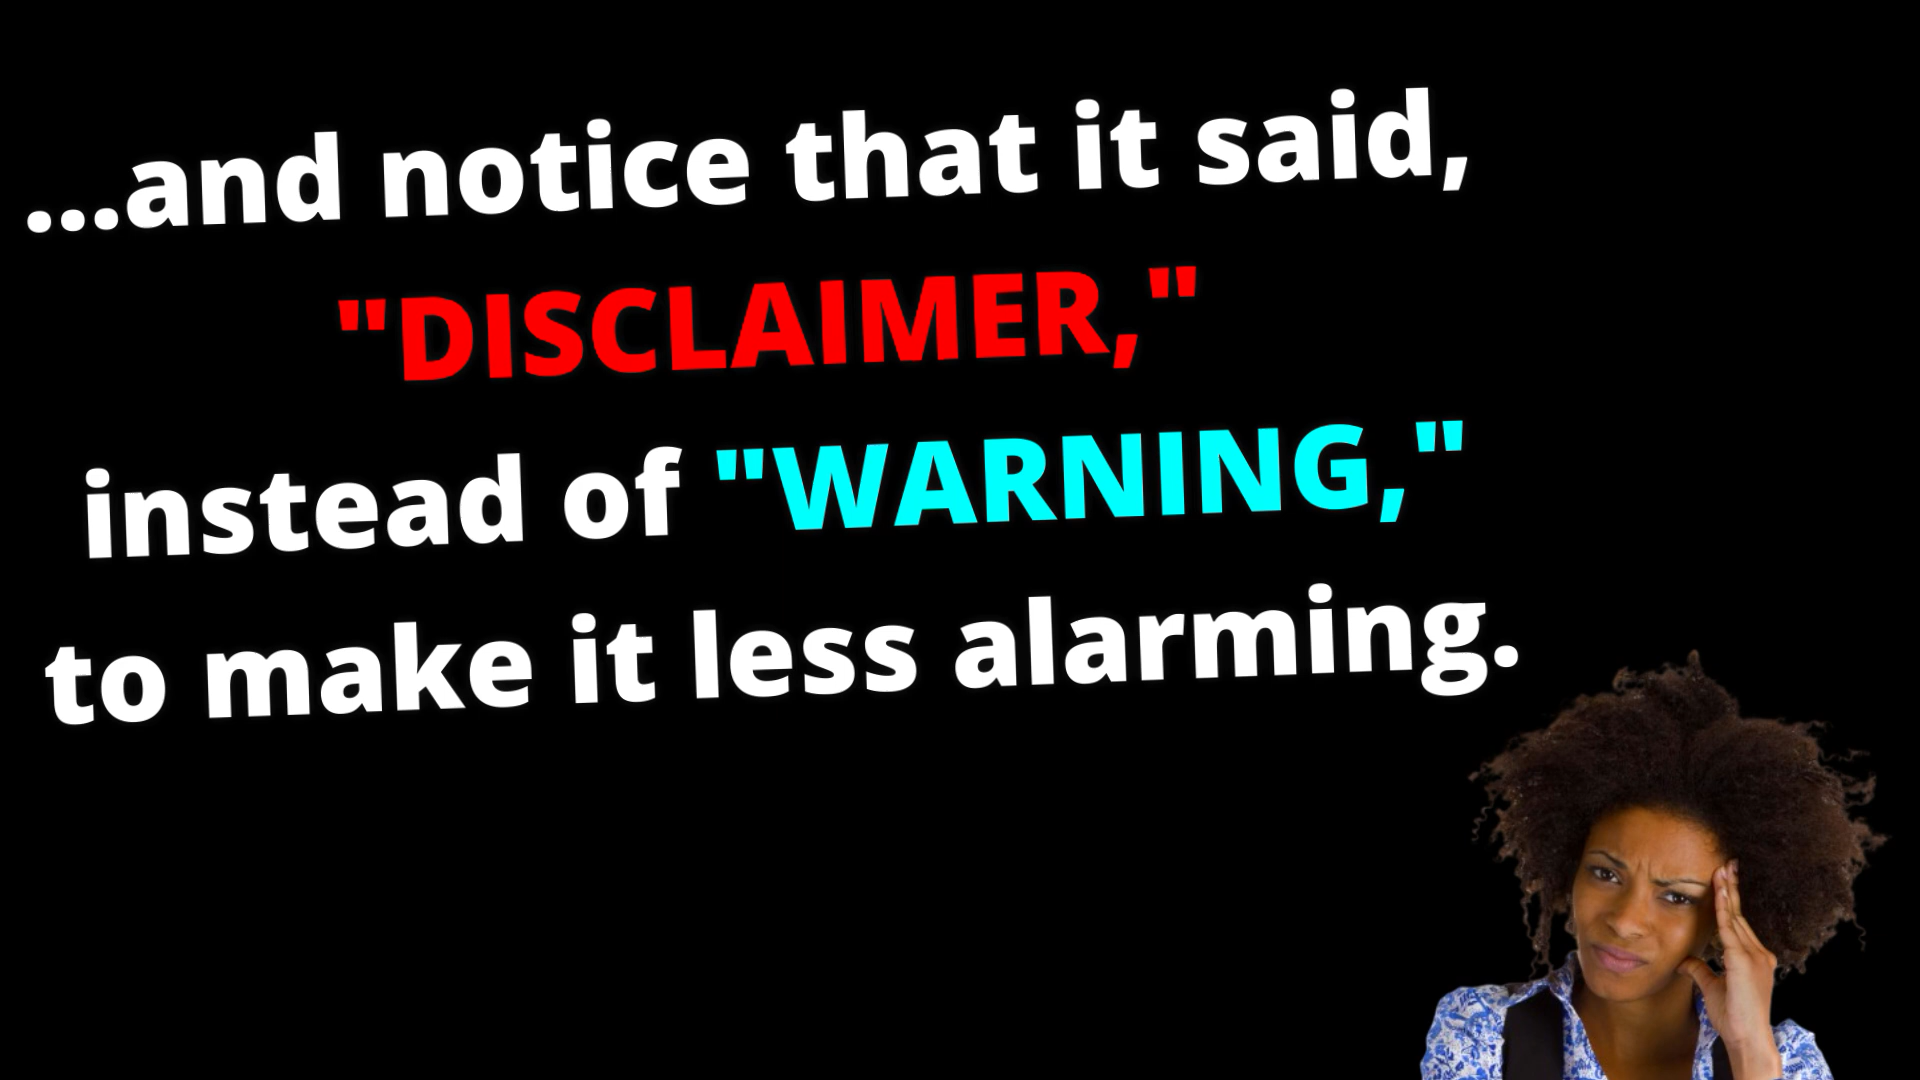 ...and notice that it said,
"DISCLAIMER,"
instead of "WARNING,"
to make it less alarming.